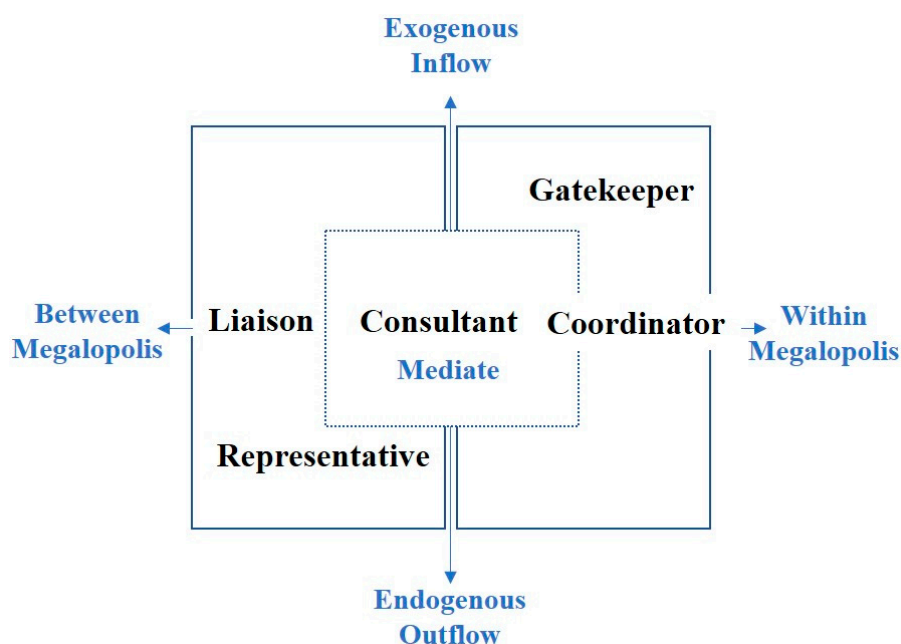 Exogenous
Inflow
Gatekeeper
Between
Megalopolis
Liaison
Consultant
Mediate
Coordinator
Within
Megalopolis
Representative
Endogenous
Outflow